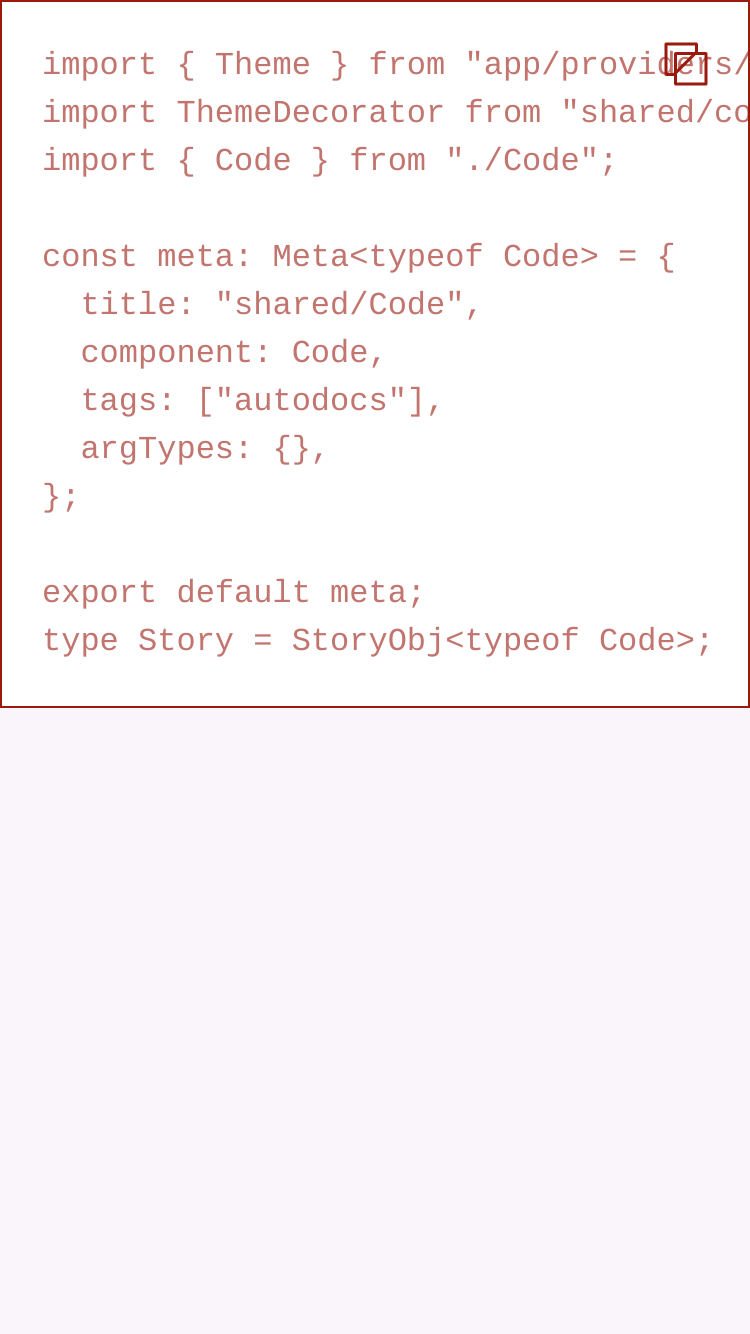 import { Theme } from "app/providers/
import ThemeDecorator from "shared/co
import { Code } from "./Code";

const meta: Meta<typeof Code> = {
  title: "shared/Code",
  component: Code,
  tags: ["autodocs"],
  argTypes: {},
};

export default meta;
type Story = StoryObj<typeof Code>;